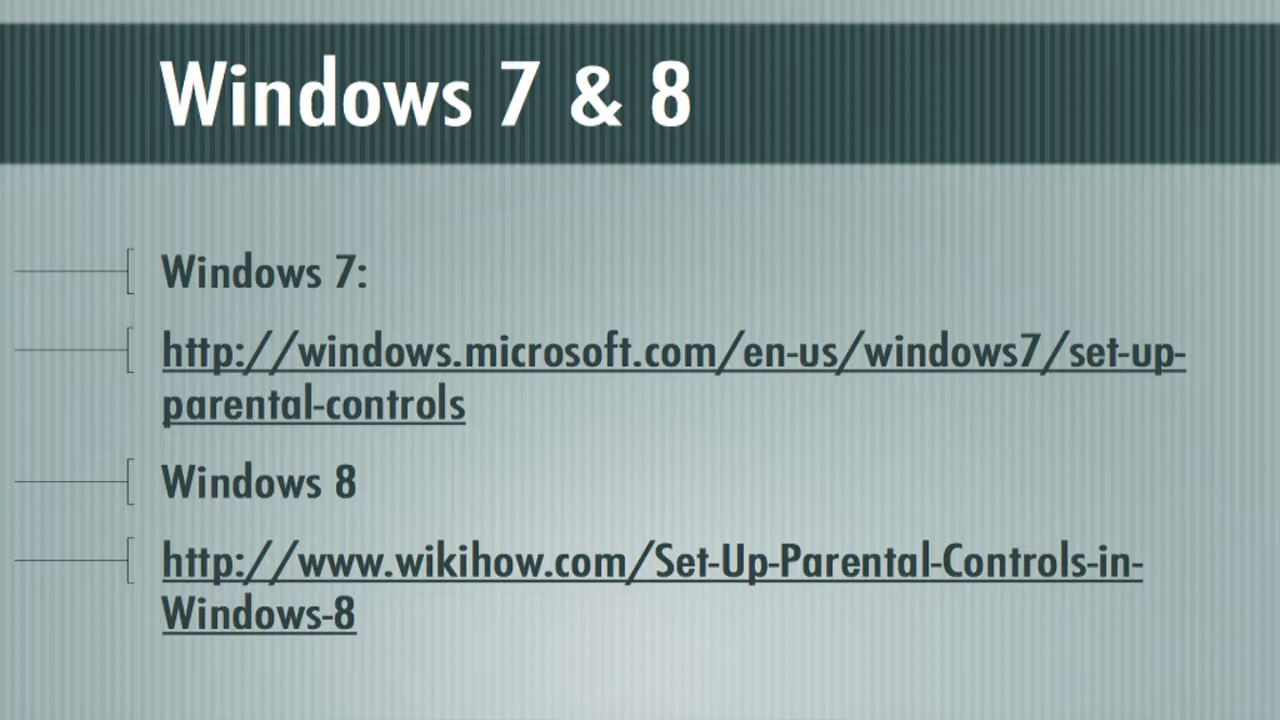 Windows 7 & 8
Windows 7:
http://windows.microsoft.com/en-us/windows7/set-up-
parental-controls
Windows 8
http://www.wikihow.com/Set-Up-Parental-Controls-in-
Windows-8